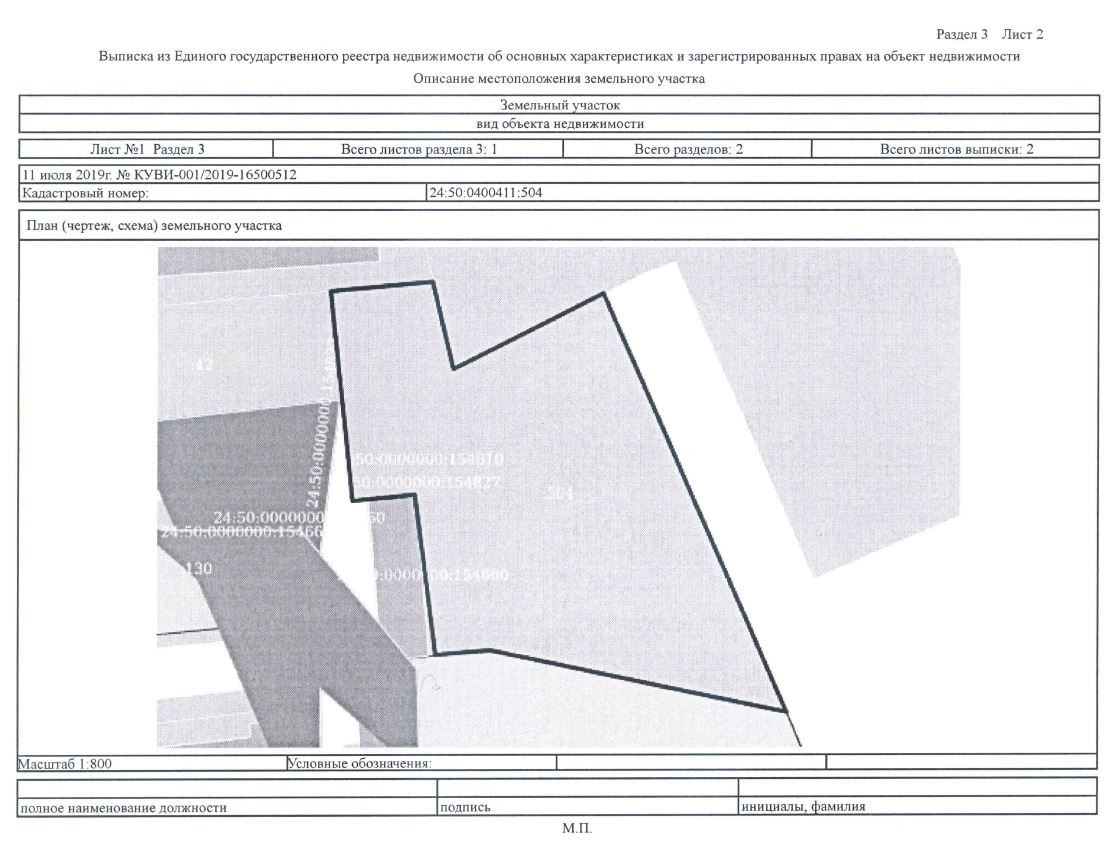 Раздел 3 Лист 2
Выписка из Единого государственного реестра недвижимости об основных характеристиках и зарегистрированных правах на объект недвижимости
Описание местоположения земельного участка
Земельный участок
вид объекта недвижимости
Лист №1 Раздел 3 Всего листов раздела 3: 1 Всего разделов: 2 Всего листов выписки: 2
11 июля 2019г. № КУВИ-001/2019-16500512
Кадастровый номер: 24:50:0400411:504
План (чертеж, схема) земельного участка
42
:504
24:50:0000000
:130
Масштаб 1:800 Условные обозначения:
полное наименование должности подпись инициалы, фамилия
М.П.